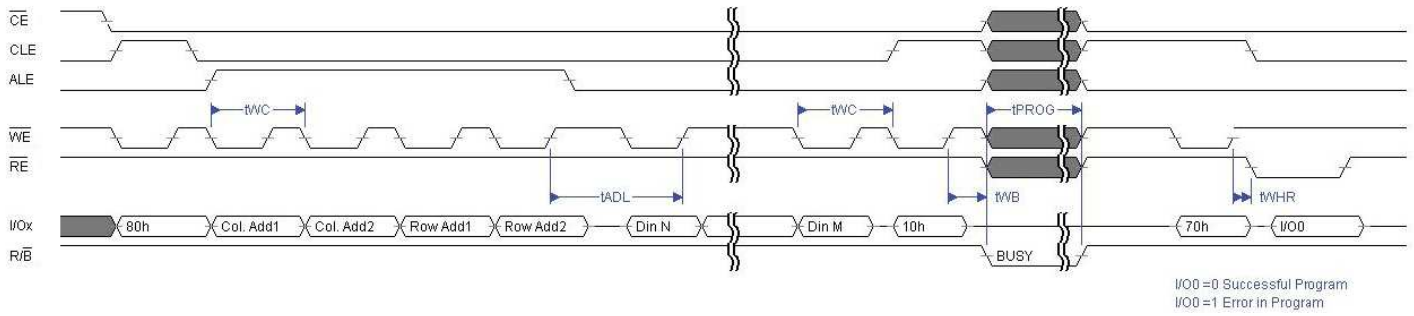 CE
CLE
ALE
tWC
tWC
tPROG
WE
RE
tADL
tWB
tWHR
I/Ox
80h
Col. Add1
Col. Add2
Row Add1
Row Add2
Din N
Din M
10h
70h
I/O0
R/B
BUSY
I/O0 =0 Successful Program
I/O0 =1 Error in Program